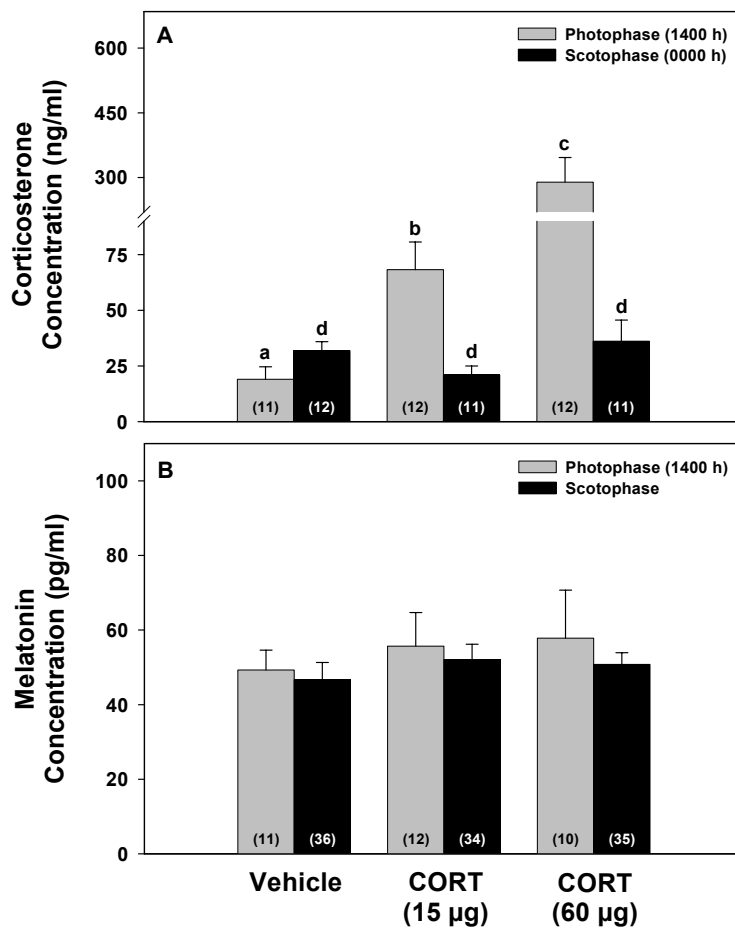 A
Photophase (1400 h)
Scotophase (0000 h)
Corticosterone
Concentration (ng/ml)
600
450
300
75
50
25
0
a
d
b
d
c
d
(11)
(12)
(12)
(11)
(12)
(11)
B
Photophase (1400 h)
Scotophase
Melatonin
Concentration (pg/ml)
100
80
60
40
20
0
(11)
(36)
(12)
(34)
(10)
(35)
Vehicle
CORT
(15 µg)
CORT
(60 µg)